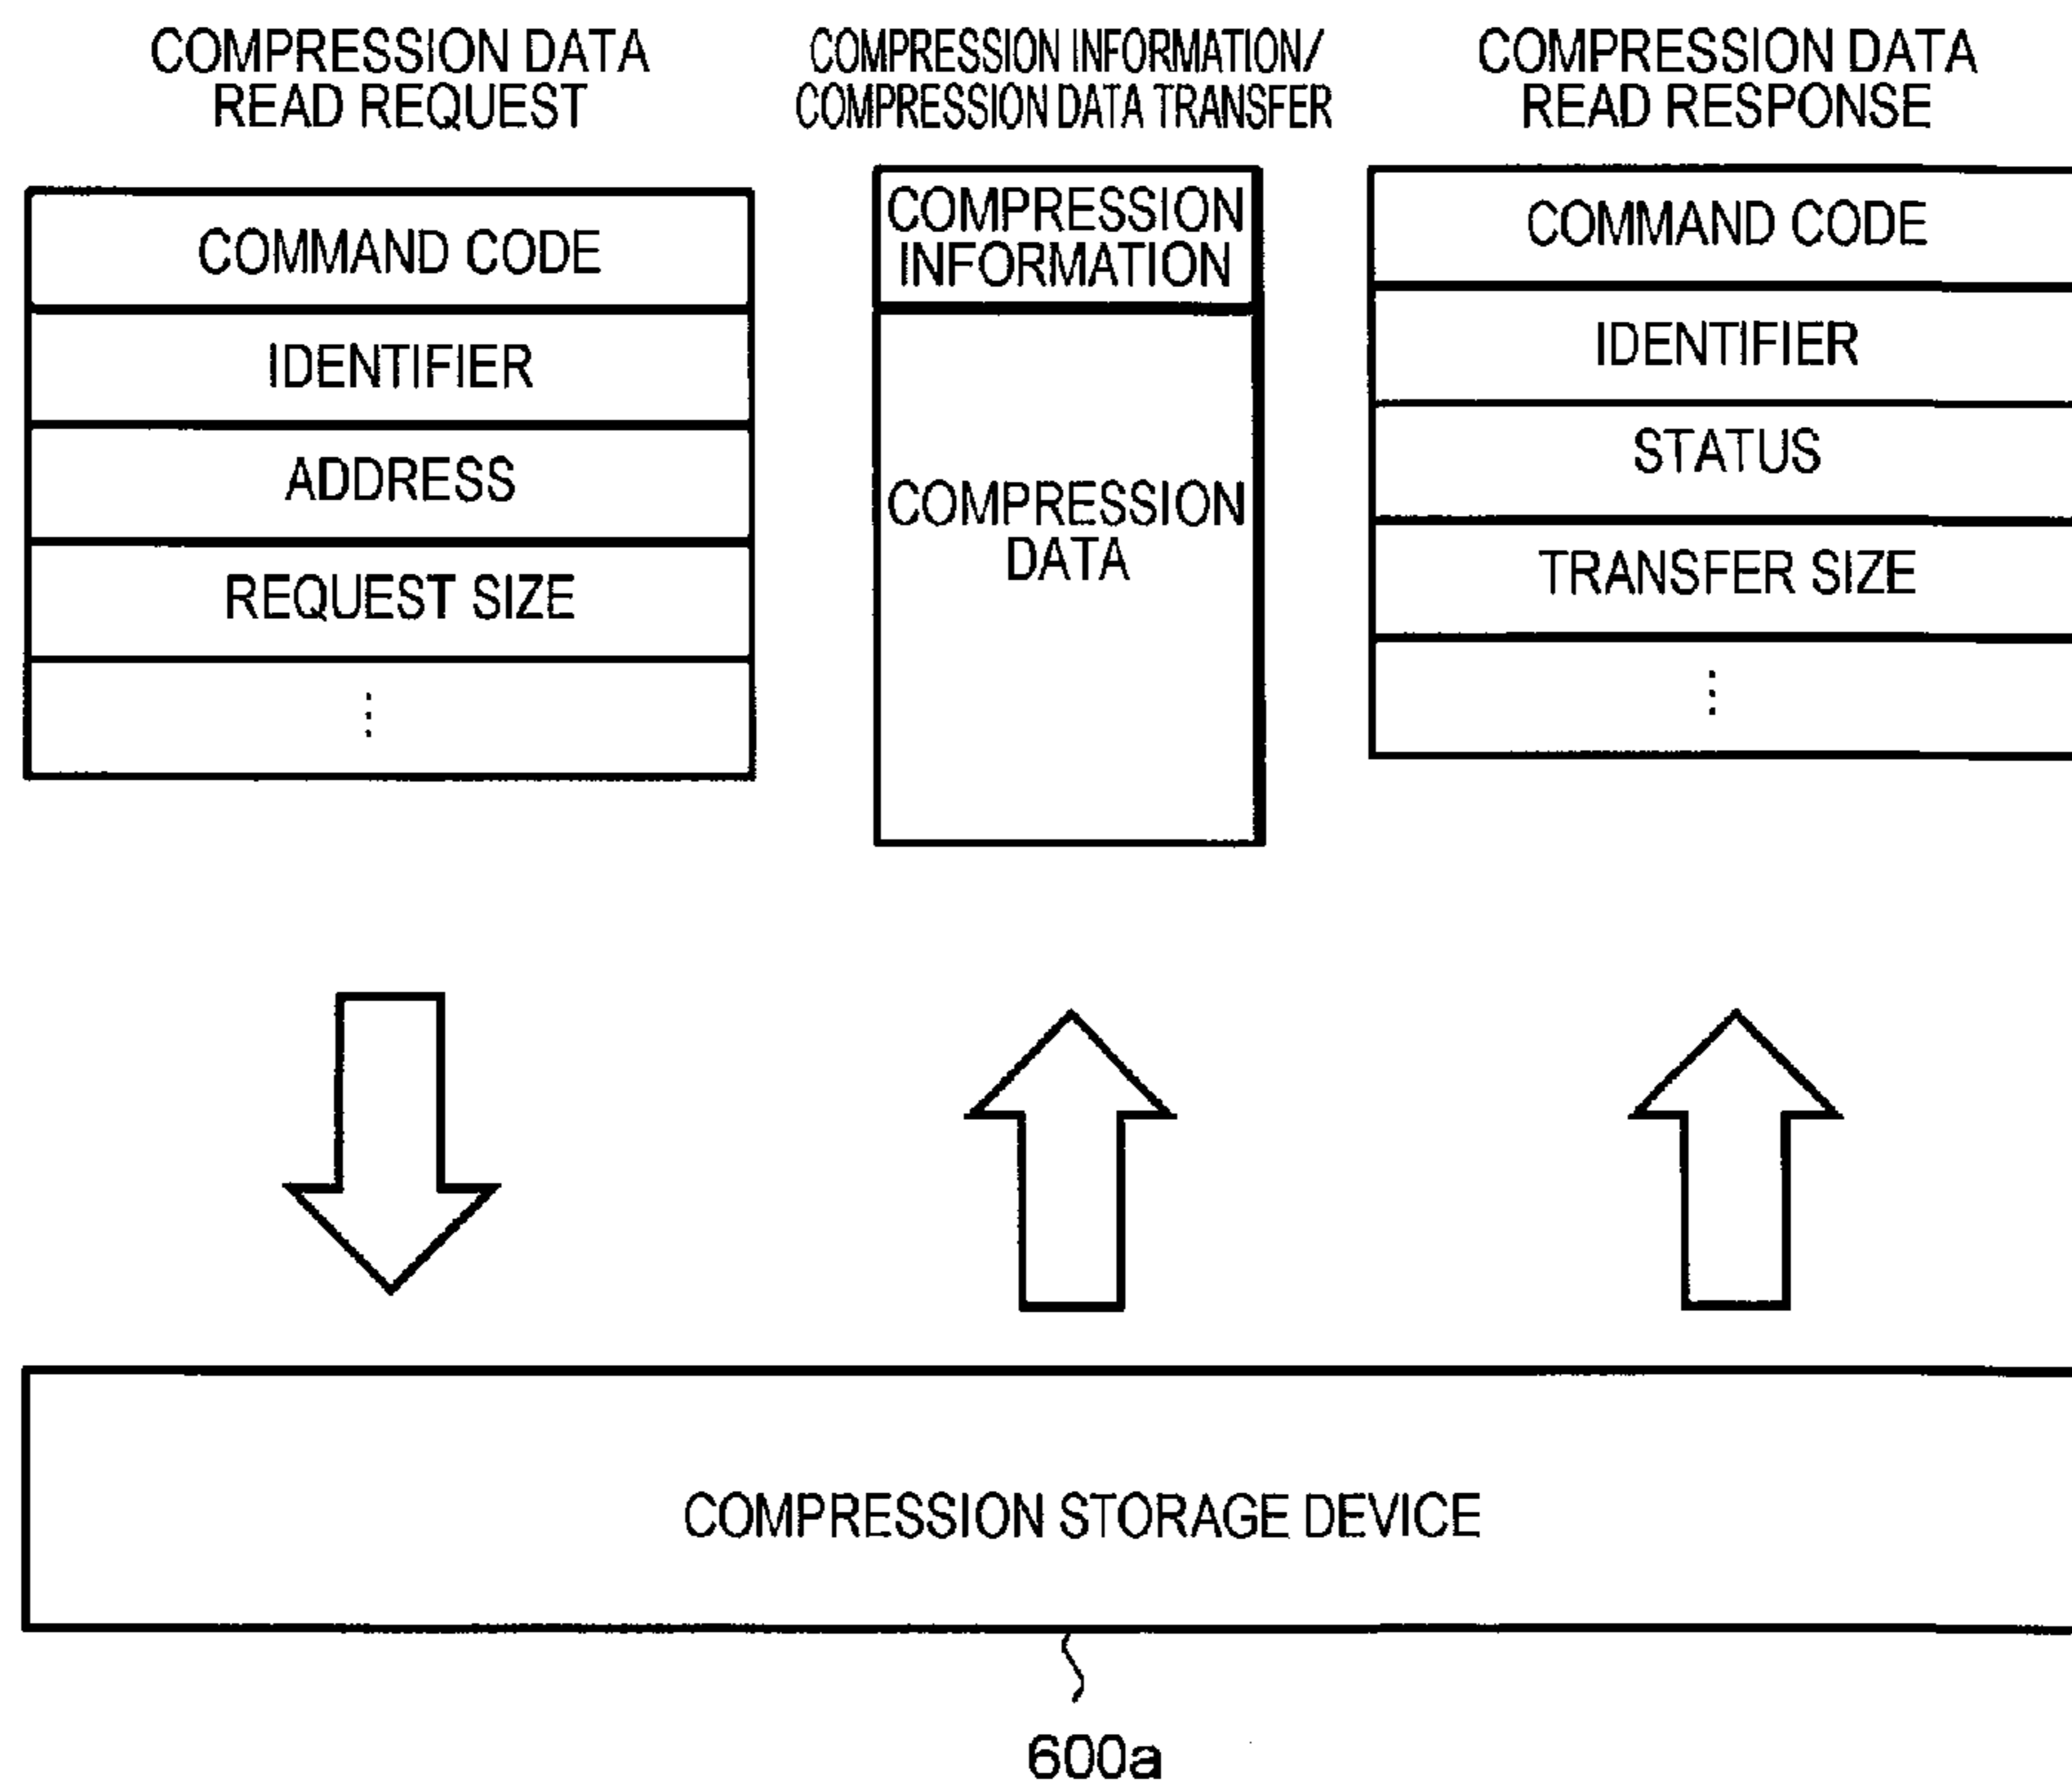 COMPRESSION DATA
READ REQUEST
COMMAND CODE
IDENTIFIER
ADDRESS
REQUEST SIZE
COMPRESSION INFORMATION/
COMPRESSION DATA TRANSFER
COMPRESSION
INFORMATION
COMPRESSION
DATA
COMPRESSION DATA
READ RESPONSE
COMMAND CODE
IDENTIFIER
STATUS
TRANSFER SIZE
COMPRESSION STORAGE DEVICE
600a